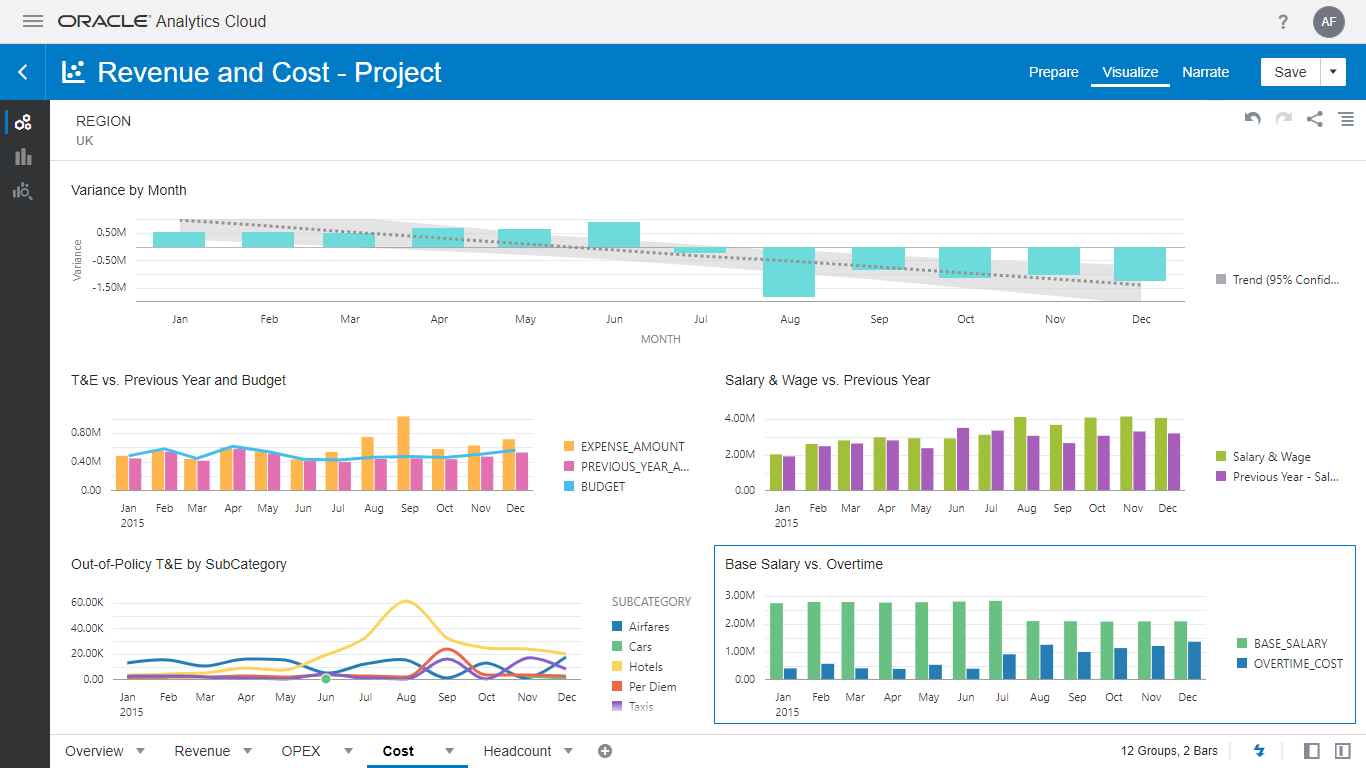 ORACLE Analytics Cloud
? AF
Revenue and Cost - Project
Prepare Visualize Narrate Save
REGION
UK
Variance by Month
0.50M
-0.50M
-1.50M
Variance
Jan Feb Mar Apr May Jun Jul Aug Sep Oct Nov Dec
MONTH
Trend (95% Confid...
T&E vs. Previous Year and Budget
0.80M
0.40M
0.00
Jan Feb Mar Apr May Jun Jul Aug Sep Oct Nov Dec
2015
EXPENSE_AMOUNT
PREVIOUS_YEAR_A...
BUDGET
Salary & Wage vs. Previous Year
4.00M
2.00M
0.00
Jan Feb Mar Apr May Jun Jul Aug Sep Oct Nov Dec
2015
Salary & Wage
Previous Year - Sal...
Out-of-Policy T&E by SubCategory
60.00K
40.00K
20.00K
0.00
Jan Feb Mar Apr May Jun Jul Aug Sep Oct Nov Dec
2015
SUBCATEGORY
Airfares
Cars
Hotels
Per Diem
Taxis
Base Salary vs. Overtime
3.00M
2.00M
1.00M
0.00
Jan Feb Mar Apr May Jun Jul Aug Sep Oct Nov Dec
2015
BASE_SALARY
OVERTIME_COST
Overview Revenue OPEX Cost Headcount
12 Groups, 2 Bars